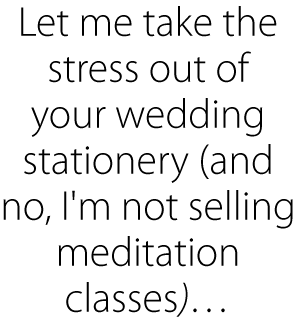 Let me take the
stress out of
your wedding
stationery (and
no, I'm not selling
meditation
classes)…